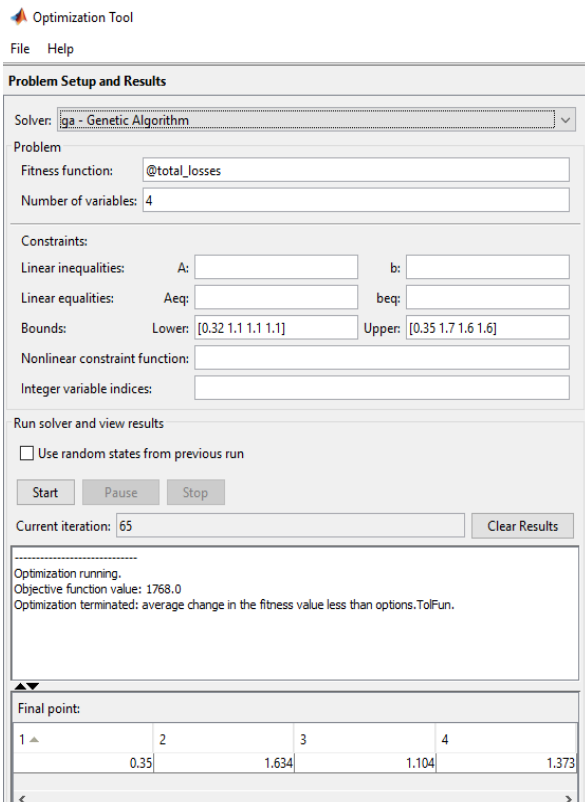 Optimization Tool
File Help
Problem Setup and Results
Solver: ga - Genetic Algorithm
Problem
Fitness function: @total_losses
Number of variables: 4
Constraints:
Linear inequalities: A: b:
Linear equalities: Aeq: beq:
Bounds: Lower: [0.32 1.1 1.1 1.1] Upper: [0.35 1.7 1.6 1.6]
Nonlinear constraint function:
Integer variable indices:
Run solver and view results
Use random states from previous run
Start Pause Stop
Current iteration: 65 Clear Results
-----------------------------
Optimization running.
Objective function value: 1768.0
Optimization terminated: average change in the fitness value less than options.TolFun.
Final point:
1 2 3 4
0.35 1.634 1.104 1.373